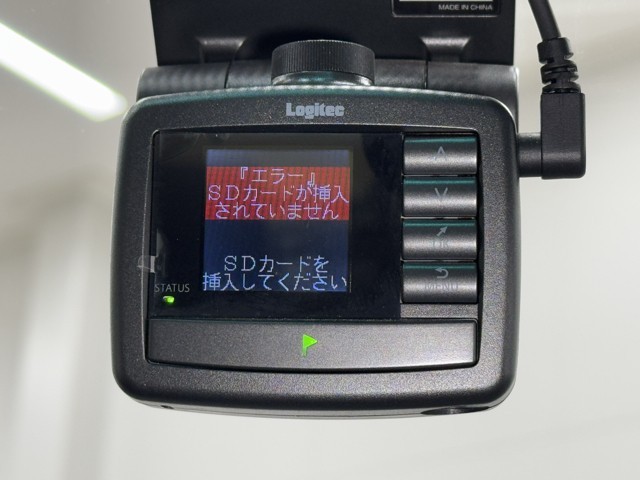 MADE IN CHINA
Logitec
『エラー』
SDカードが挿入
されていません
SDカードを
挿入してください
STATUS
MENU